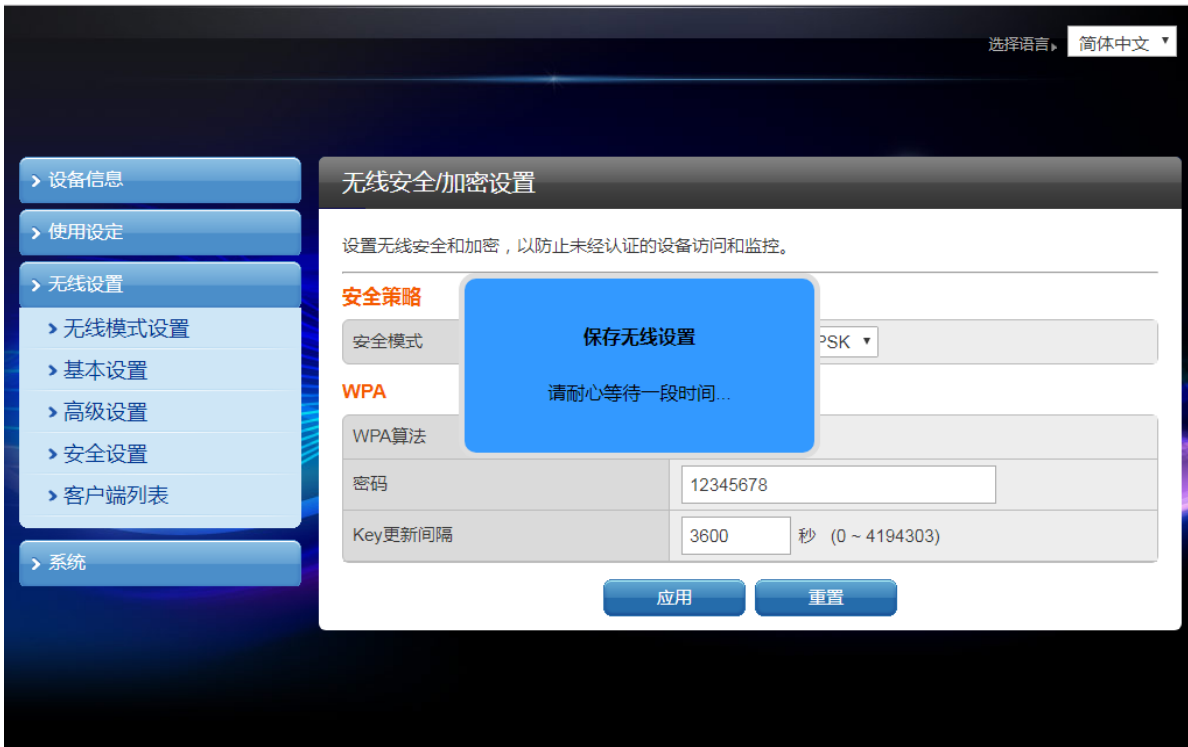 选择语言 简体中文
设备信息
使用设定
无线设置
无线模式设置
基本设置
高级设置
安全设置
客户端列表
系统
无线安全/加密设置
设置无线安全和加密，以防止未经认证的设备访问和监控。
安全策略
安全模式 PSK
保存无线设置
请耐心等待一段时间...
WPA
WPA算法
密码 12345678
Key更新间隔 3600 秒 (0 ~ 4194303)
应用 重置